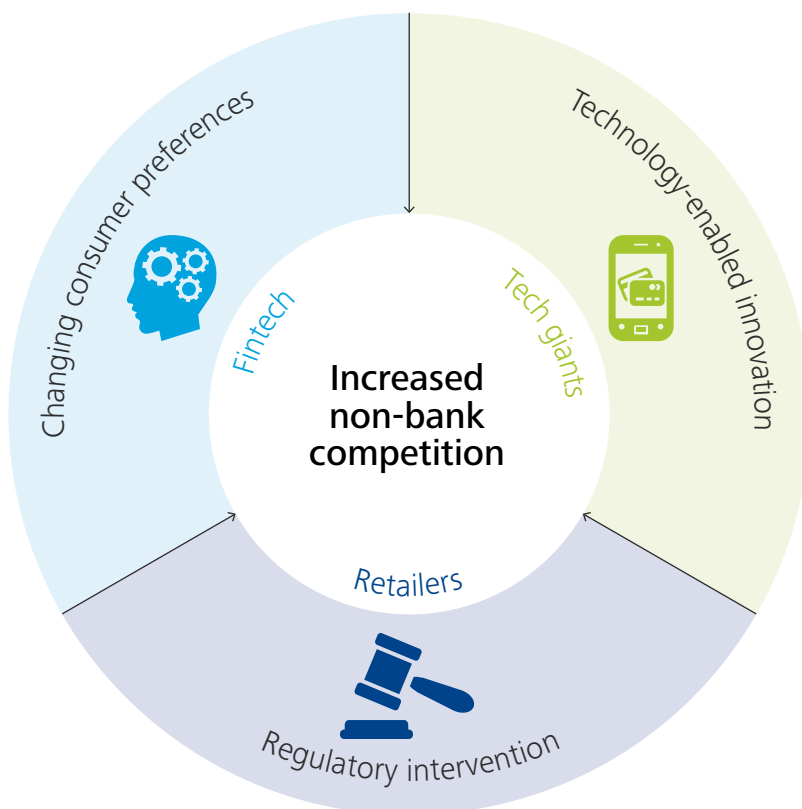 Changing consumer preferences
Technology-enabled innovation
Fintech
Tech giants
Increased
non-bank
competition
Retailers
Regulatory intervention